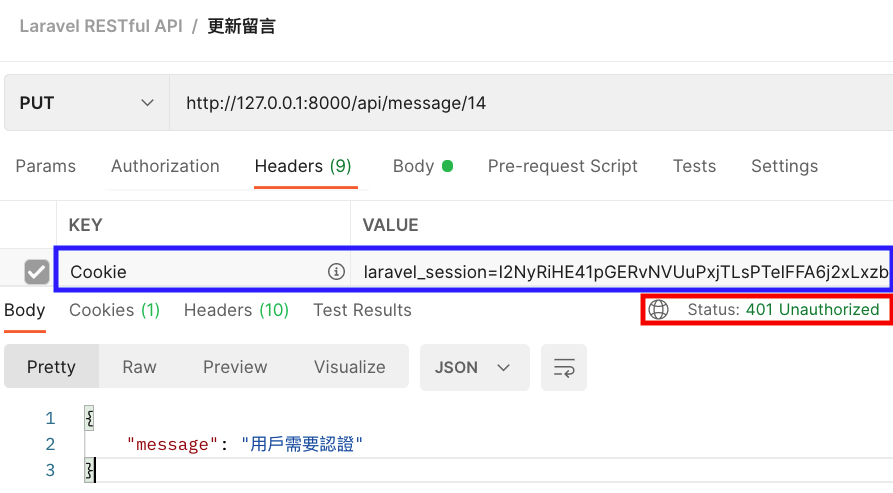 Laravel RESTful API / 更新留言
PUT http://127.0.0.1:8000/api/message/14
Params Authorization Headers (9) Body Pre-request Script Tests Settings
KEY VALUE
Cookie laravel_session=l2NyRiHE41pGERvNVUuPxjTLsPTelFFA6j2xLxzb
Body Cookies (1) Headers (10) Test Results Status: 401 Unauthorized
Pretty Raw Preview Visualize JSON
1 {
2 "message": "用戶需要認證"
3 }